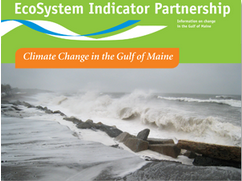 EcoSystem Indicator Partnership
Information on change
in the Gulf of Maine
Climate Change in the Gulf of Maine